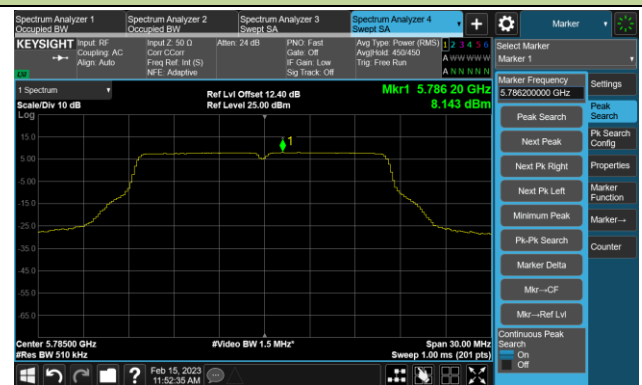 Spectrum Analyzer 1
Occupied BW
Spectrum Analyzer 2
Occupied BW
Spectrum Analyzer 3
Swept SA
Spectrum Analyzer 4
Swept SA
+
Marker
KEYSIGHT
Input: RF
Coupling: AC
Align: Auto
Input Z: 50 Ω
Corr CCorr
Freq Ref: Int (S)
NFE: Adaptive
Atten: 24 dB
PNO: Fast
Gate: Off
IF Gain: Low
Sig Track: Off
Avg Type: Power (RMS)
Avg|Hold: 450/450
Trig: Free Run
1 2 3 4 5 6
A W W W W W
A N N N N N
LXI
Select Marker
Marker 1
1 Spectrum
Scale/Div 10 dB
Log
Ref Lvl Offset 12.40 dB
Ref Level 25.00 dBm
Mkr1 5.786 20 GHz
8.143 dBm
1
15.0
5.00
-5.00
-15.0
-25.0
-35.0
-45.0
-55.0
-65.0
Center 5.78500 GHz
#Res BW 510 kHz
#Video BW 1.5 MHz*
Span 30.00 MHz
Sweep 1.00 ms (201 pts)
Marker Frequency
5.786200000 GHz
Peak Search
Next Peak
Next Pk Right
Next Pk Left
Minimum Peak
Pk-Pk Search
Marker Delta
Mkr→CF
Mkr→Ref Lvl
Continuous Peak
Search
On
Off
Settings
Peak
Search
Pk Search
Config
Properties
Marker
Function
Marker→
Counter
?
Feb 15, 2023
11:52:35 AM